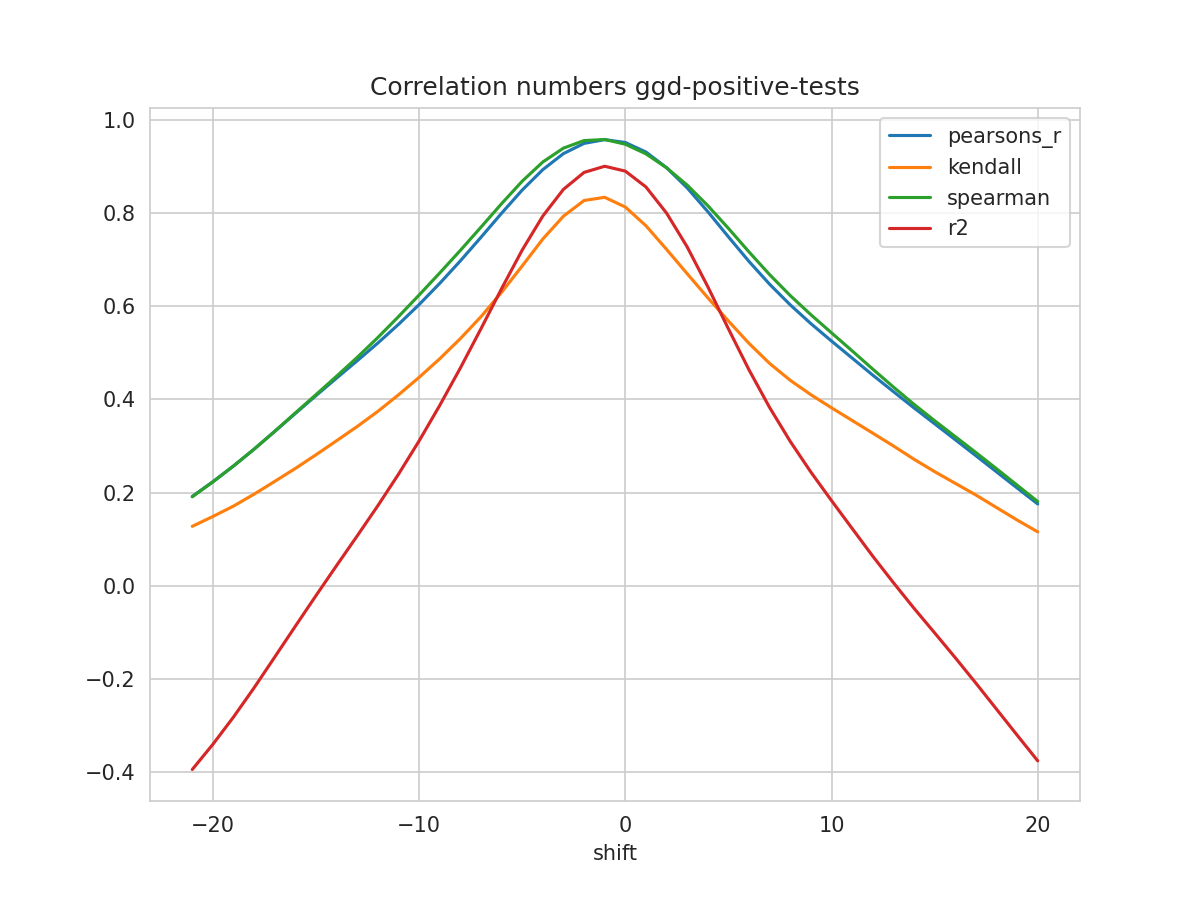 Correlation numbers ggd-positive-tests
1.0
0.8
0.6
0.4
0.2
0.0
−0.2
−0.4
pearsons_r
kendall
spearman
r2
−20
−10
0
10
20
shift